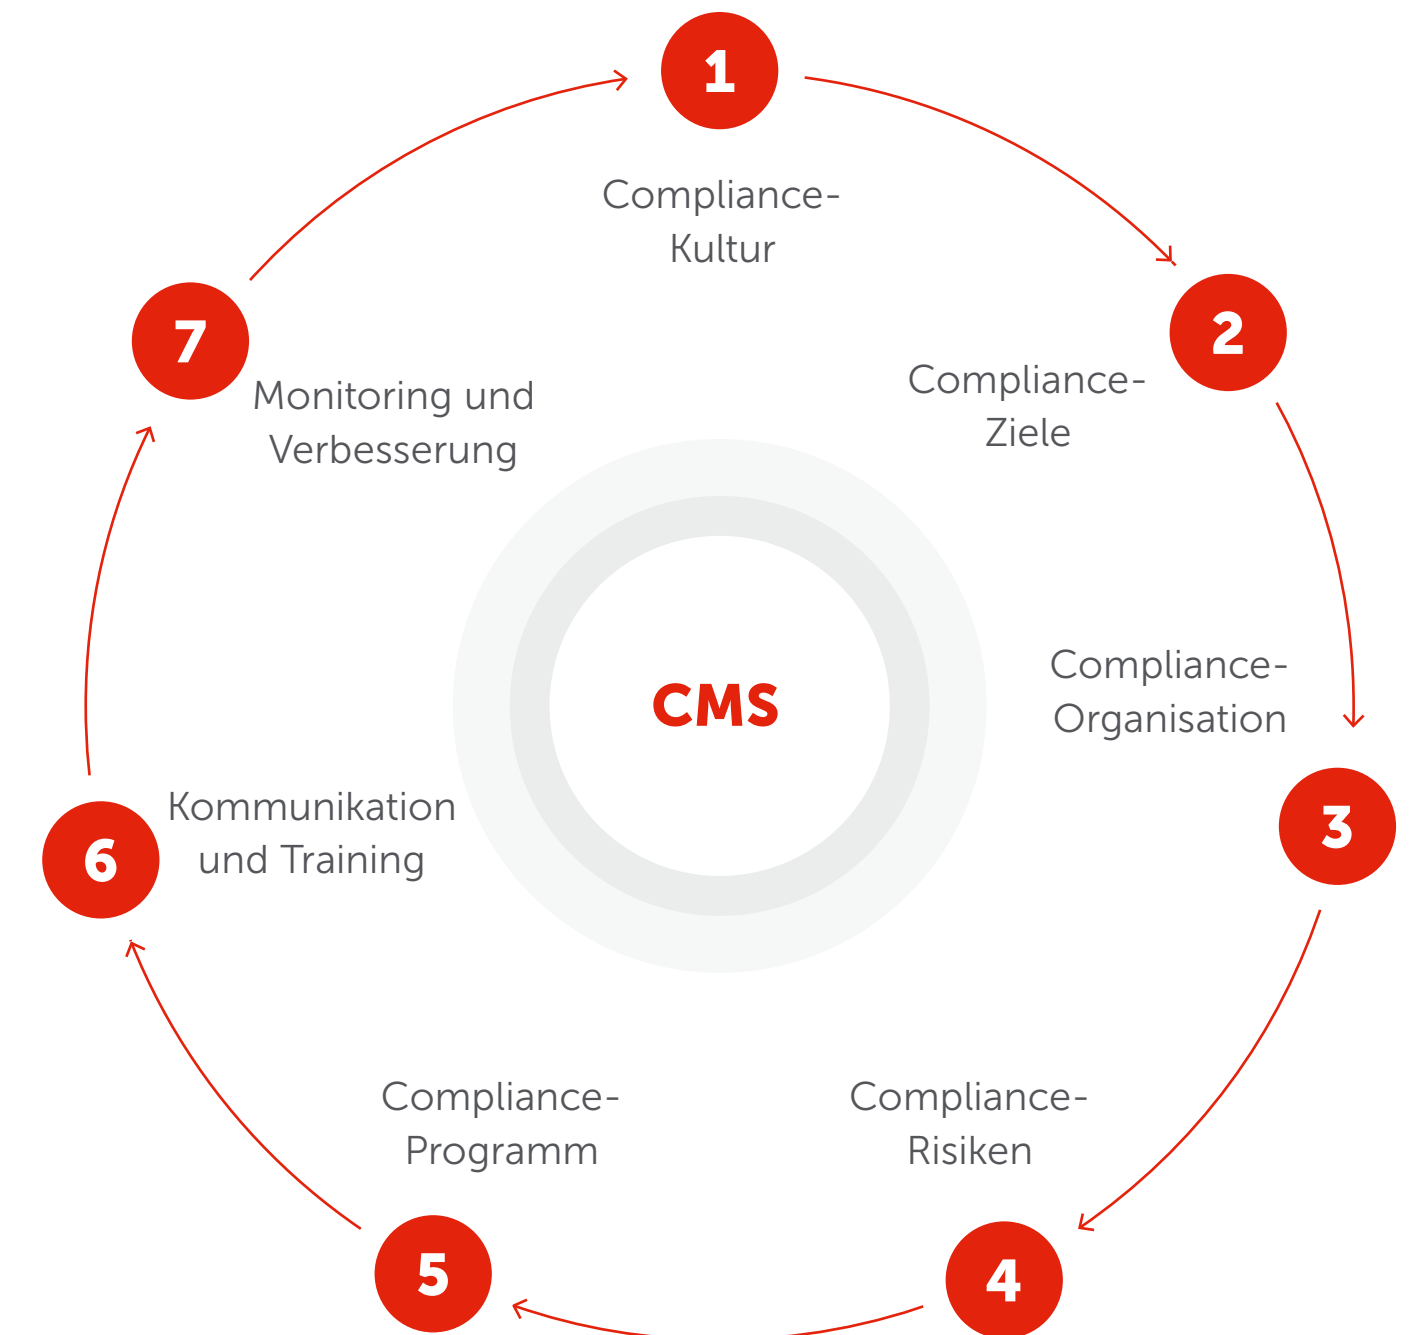 1
Compliance-
Kultur
2
Compliance-
Ziele
3
Compliance-
Organisation
4
Compliance-
Risiken
5
Compliance-
Programm
6
Kommunikation
und Training
7
Monitoring und
Verbesserung
CMS